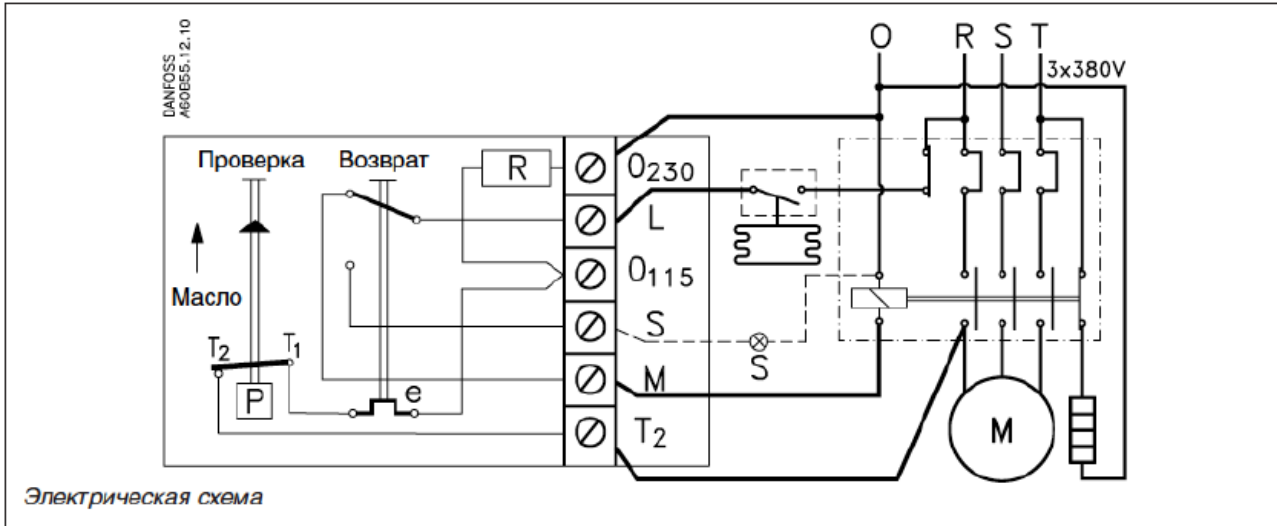 DANFOSS
A60B55.12.10
O R S T
3x380V
Проверка Возврат
R
O230
L
O115
Масло
S
S
T2 T1
P
e
M
M
T2
Электрическая схема